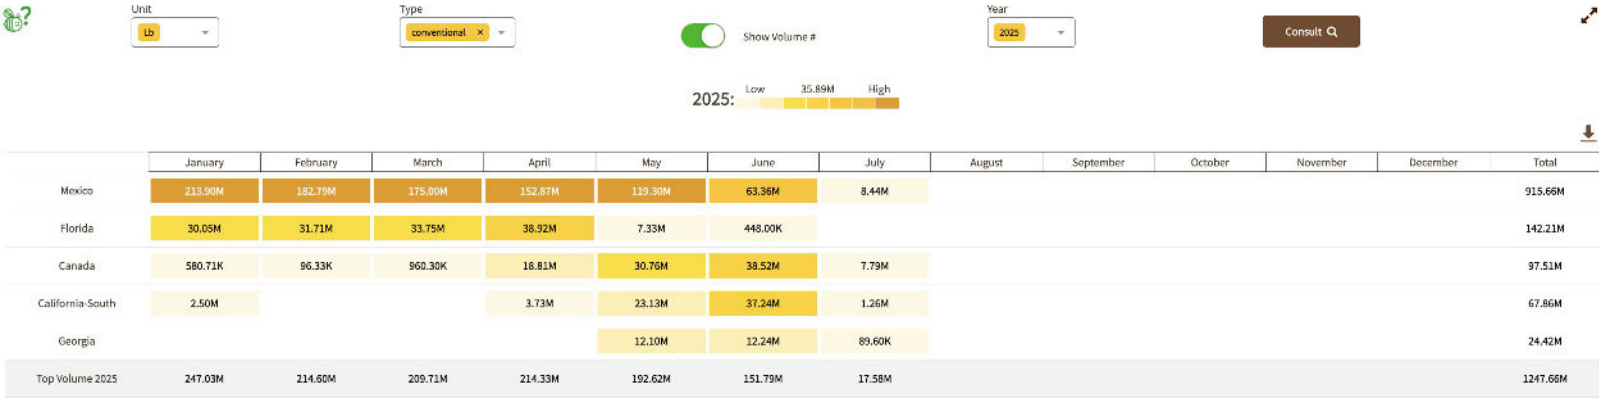 Unit Type Year
Lb conventional × Show Volume # 2025 Consult
?
2025: Low 35.89M High
January February March April May June July August September October November December Total
Mexico 213.90M 182.79M 175.00M 152.87M 119.30M 63.36M 8.44M 915.66M
Florida 30.05M 31.71M 33.75M 38.92M 7.33M 448.00K 142.21M
Canada 580.71K 96.33K 960.30K 18.81M 30.76M 38.52M 7.79M 97.51M
California-South 2.50M 3.73M 23.13M 37.24M 1.26M 67.86M
Georgia 12.10M 12.24M 89.60K 24.42M
Top Volume 2025 247.03M 214.60M 209.71M 214.33M 192.62M 151.79M 17.58M 1247.66M